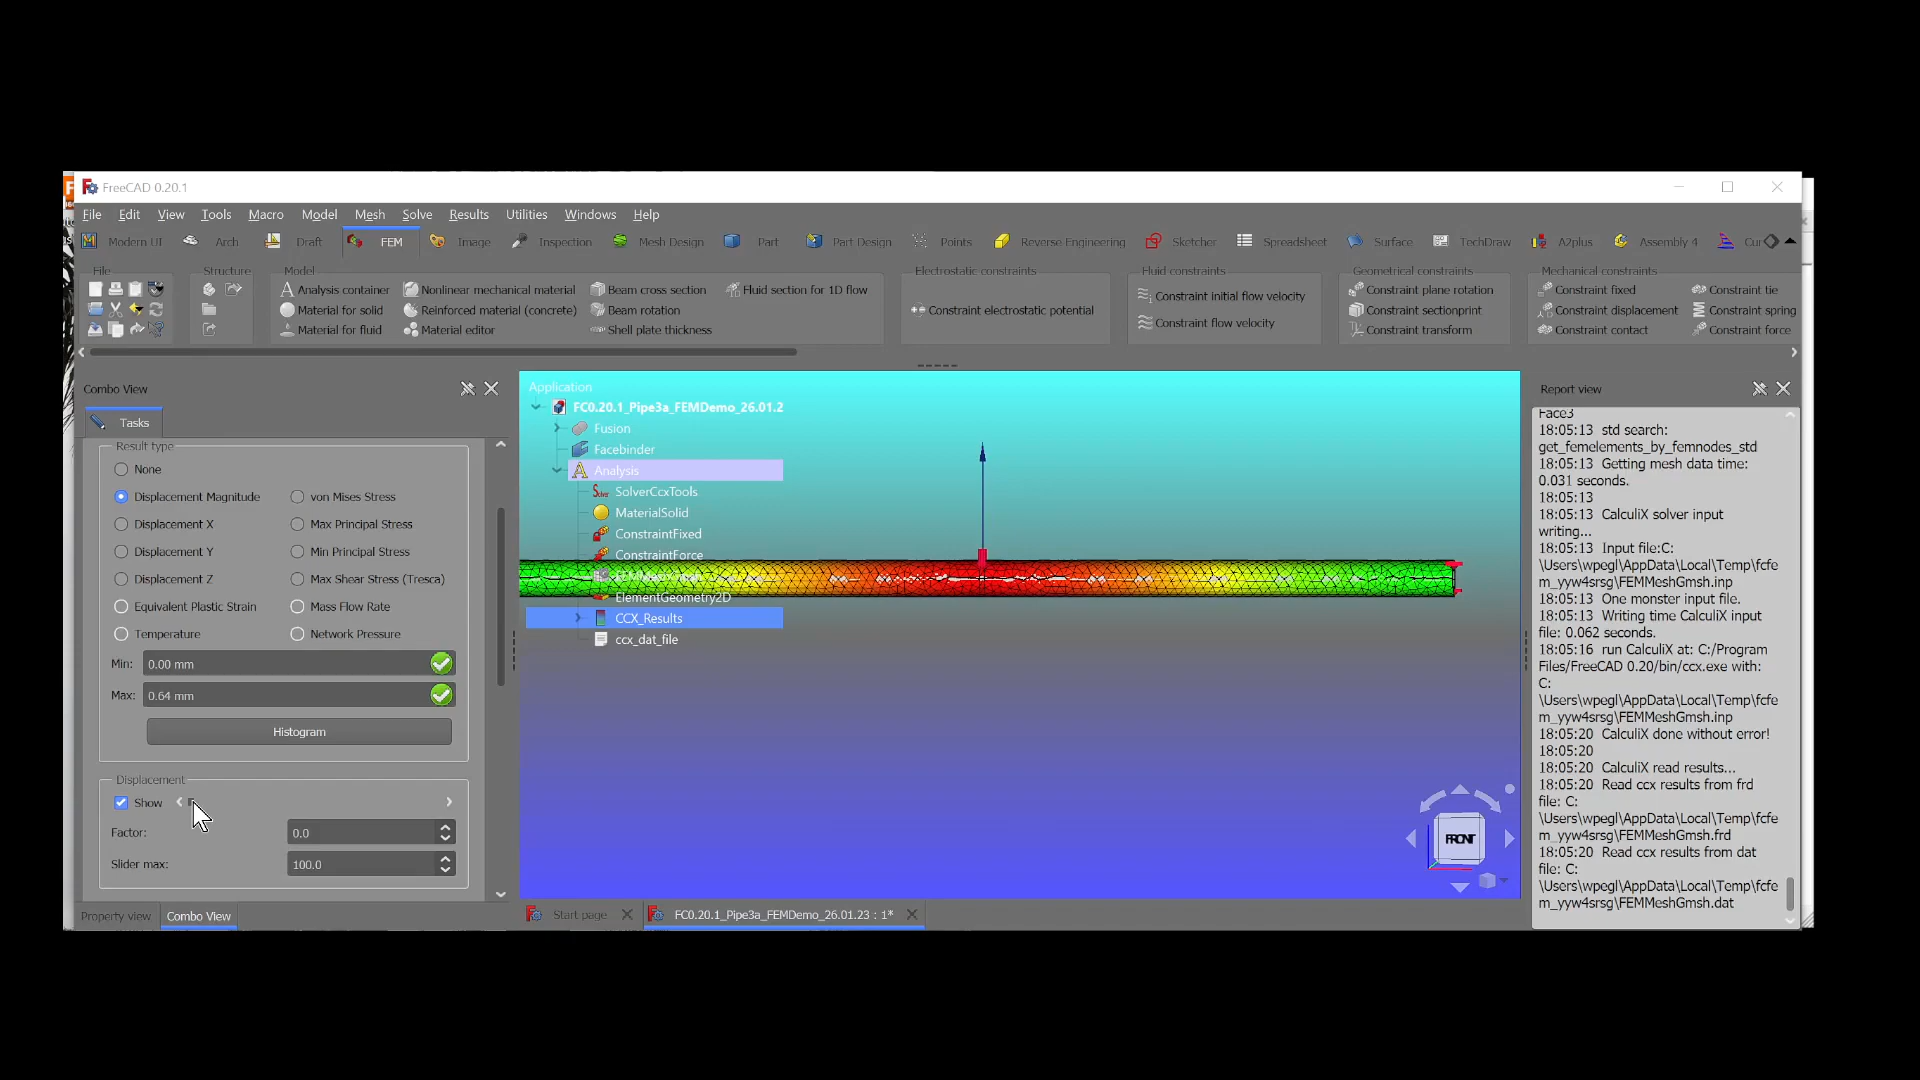 FreeCAD 0.20.1
File Edit View Tools Macro Model Mesh Solve Results Utilities Windows Help
Modern UI Arch Draft FEM Image Inspection Mesh Design Part Part Design Points Reverse Engineering Sketcher Spreadsheet Surface TechDraw A2plus Assembly 4 Cur
File Structure Model Electrostatic constraints Fluid constraints Geometrical constraints Mechanical constraints
Analysis container Nonlinear mechanical material Beam cross section Fluid section for 1D flow Constraint plane rotation Constraint fixed Constraint tie
Constraint initial flow velocity
Material for solid Reinforced material (concrete) Beam rotation Constraint electrostatic potential Constraint sectionprint Constraint displacement Constraint spring
Constraint flow velocity
Material for fluid Material editor Shell plate thickness Constraint transform Constraint contact Constraint force
Combo View
Tasks
Result type
None
Displacement Magnitude von Mises Stress
Displacement X Max Principal Stress
Displacement Y Min Principal Stress
Displacement Z Max Shear Stress (Tresca)
Equivalent Plastic Strain Mass Flow Rate
Temperature Network Pressure
Min: 0.00 mm
Max: 0.64 mm
Histogram
Displacement
Show
Factor: 0.0
Slider max: 100.0
Property view Combo View
Application
FC0.20.1_Pipe3a_FEMDemo_26.01.2
Fusion
Facebinder
Analysis
Solver SolverCcxTools
MaterialSolid
ConstraintFixed
ConstraintForce
ElementGeometry2D
CCX_Results
ccx_dat_file
FRONT
Start page FC0.20.1_Pipe3a_FEMDemo_26.01.23 : 1*
Report view
Face3
18:05:13 std search:
get_femelements_by_femnodes_std
18:05:13 Getting mesh data time:
0.031 seconds.
18:05:13
18:05:13 CalculiX solver input
writing...
18:05:13 Input file:C:
\Users\wpegl\AppData\Local\Temp\fcfe
m_yyw4srsg\FEMMeshGmsh.inp
18:05:13 One monster input file.
18:05:13 Writing time CalculiX input
file: 0.062 seconds.
18:05:16 run CalculiX at: C:/Program
Files/FreeCAD 0.20/bin/ccx.exe with:
C:
\Users\wpegl\AppData\Local\Temp\fcfe
m_yyw4srsg\FEMMeshGmsh.inp
18:05:20 CalculiX done without error!
18:05:20
18:05:20 CalculiX read results...
18:05:20 Read ccx results from frd
file: C:
\Users\wpegl\AppData\Local\Temp\fcfe
m_yyw4srsg\FEMMeshGmsh.frd
18:05:20 Read ccx results from dat
file: C:
\Users\wpegl\AppData\Local\Temp\fcfe
m_yyw4srsg\FEMMeshGmsh.dat